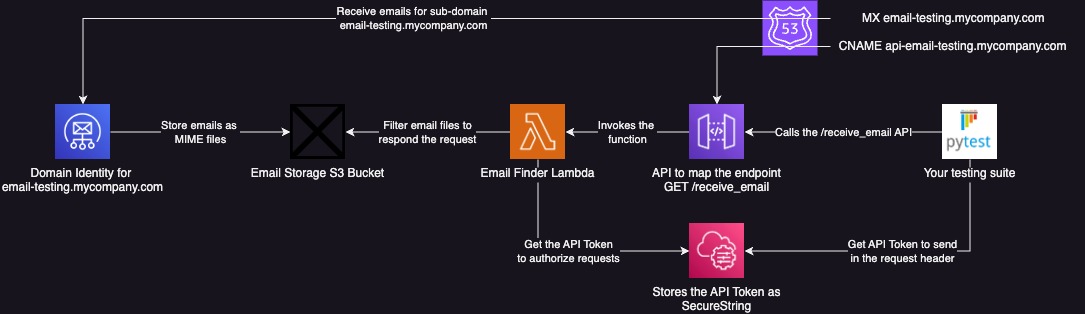 Receive emails for sub-domain
email-testing.mycompany.com
53
MX email-testing.mycompany.com
CNAME api-email-testing.mycompany.com
Store emails as
MIME files
Filter email files to
respond the request
Invokes the
function
Calls the /receive_email API
pytest
Domain Identity for
email-testing.mycompany.com
Email Storage S3 Bucket
Email Finder Lambda
API to map the endpoint
GET /receive_email
Your testing suite
Get the API Token
to authorize requests
Get API Token to send
in the request header
Stores the API Token as
SecureString